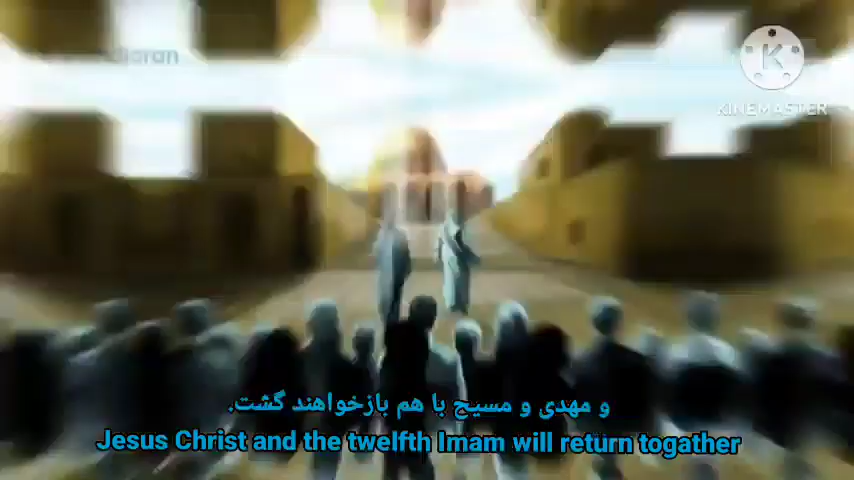 KINEMASTER
و مهدی و مسیح با هم بازخواهند گشت.
Jesus Christ and the twelfth Imam will return togather